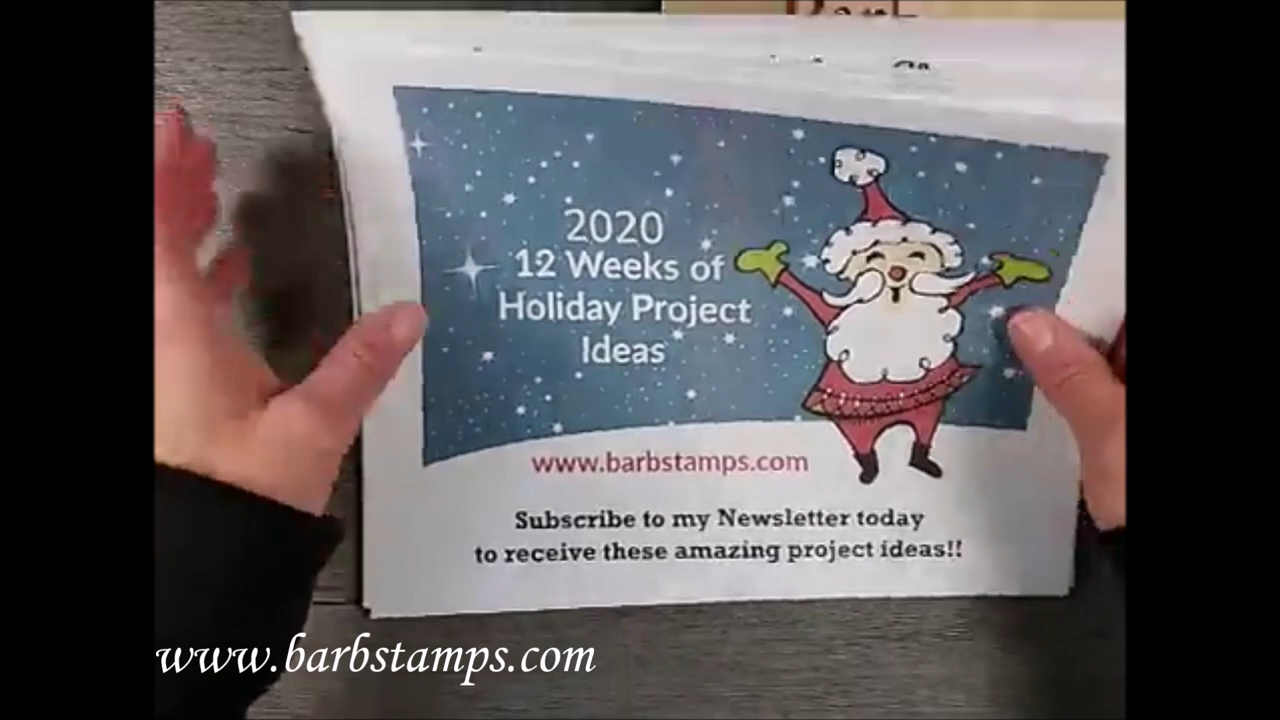 2020
12 Weeks of
Holiday Project
Ideas
www.barbstamps.com
Subscribe to my Newsletter today
to receive these amazing project ideas!!
www.barbstamps.com